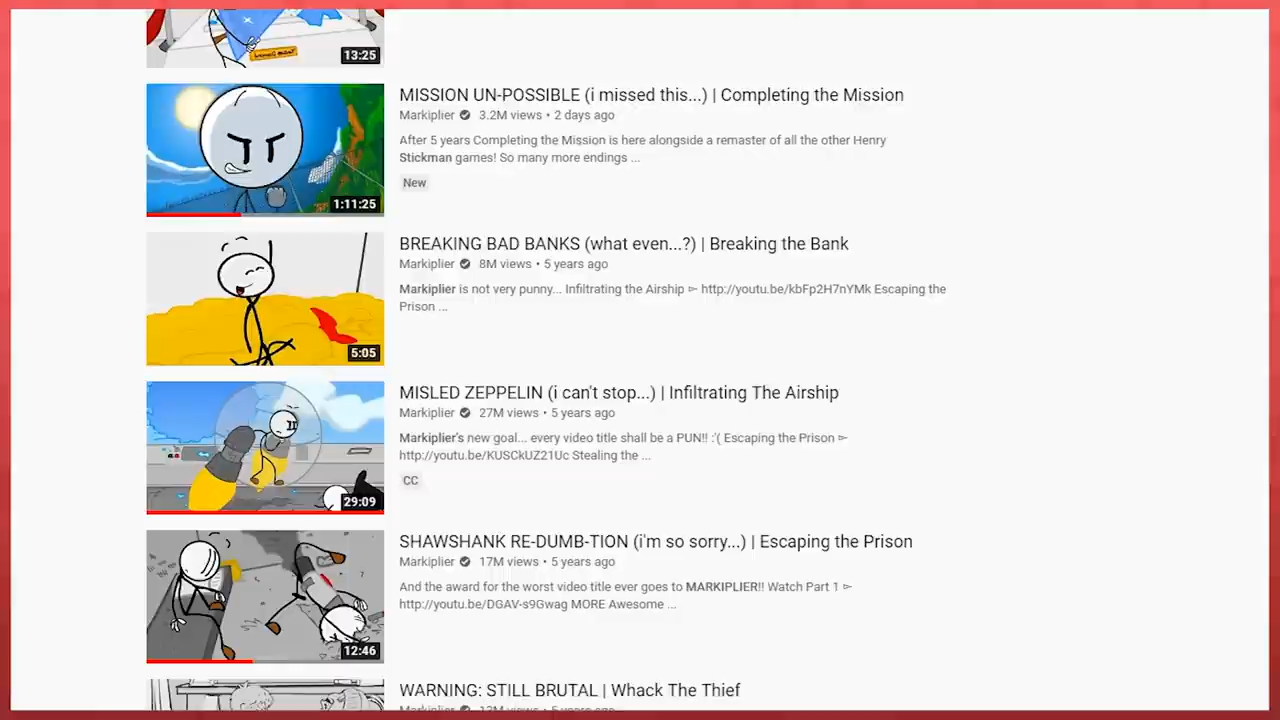 13:25
MISSION UN-POSSIBLE (i missed this...) | Completing the Mission
Markiplier 3.2M views • 2 days ago
After 5 years Completing the Mission is here alongside a remaster of all the other Henry
Stickman games! So many more endings ...
New
1:11:25
BREAKING BAD BANKS (what even...?) | Breaking the Bank
Markiplier 8M views • 5 years ago
Markiplier is not very punny... Infiltrating the Airship ➳ http://youtu.be/kbFp2H7nYMk Escaping the
Prison ...
5:05
MISLED ZEPPELIN (i can't stop...) | Infiltrating The Airship
Markiplier 27M views • 5 years ago
Markiplier's new goal... every video title shall be a PUN!! :'( Escaping the Prison ➳
http://youtu.be/KUSCkUZ21Uc Stealing the ...
CC
29:09
SHAWSHANK RE-DUMB-TION (i'm so sorry...) | Escaping the Prison
Markiplier 17M views • 5 years ago
And the award for the worst video title ever goes to MARKIPLIER!! Watch Part 1 ➳
http://youtu.be/DGAV-s9Gwag MORE Awesome ...
12:46
WARNING: STILL BRUTAL | Whack The Thief
Markiplier 12M views • 5 years ago